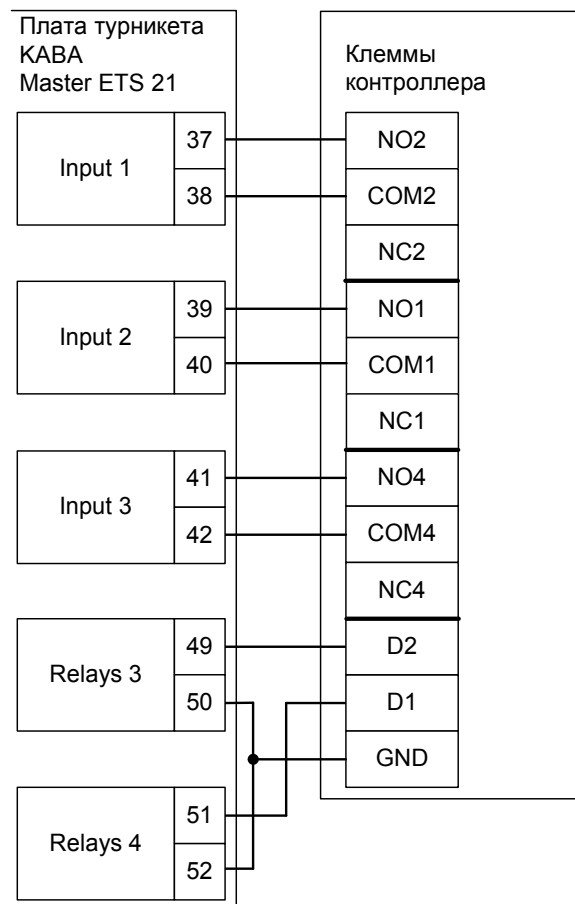 Плата турникета
KABA
Master ETS 21
Клеммы
контроллера
Input 1
37
38
NO2
COM2
NC2
Input 2
39
40
NO1
COM1
NC1
Input 3
41
42
NO4
COM4
NC4
Relays 3
49
50
D2
D1
GND
Relays 4
51
52